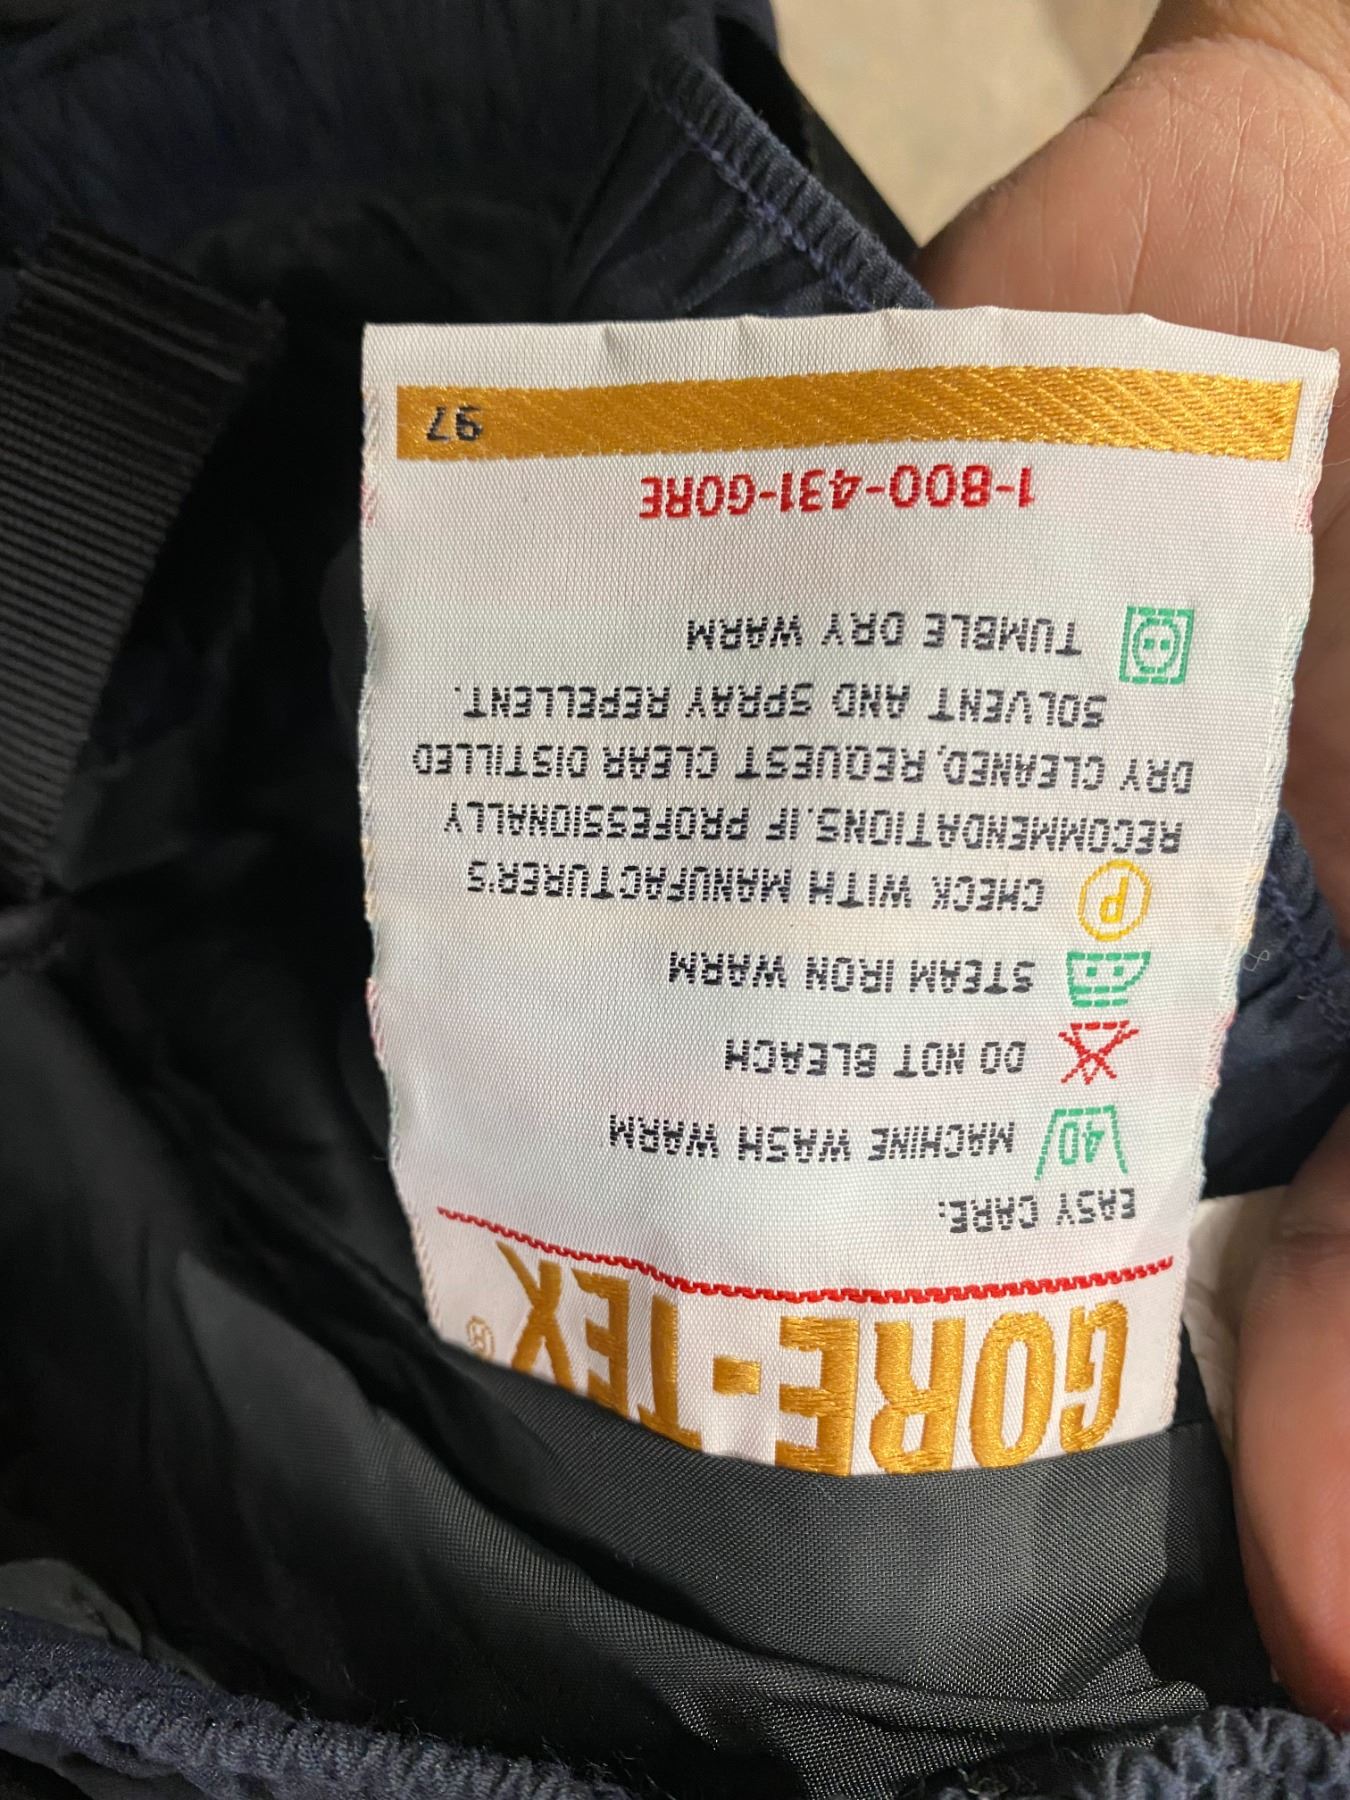 GORE-TEX®
EASY CARE:
40 MACHINE WASH WARM
DO NOT BLEACH
STEAM IRON WARM
P CHECK WITH MANUFACTURER'S
RECOMMENDATIONS. IF PROFESSIONALLY
DRY CLEANED, REQUEST CLEAR DISTILLED
SOLVENT AND SPRAY REPELLENT.
TUMBLE DRY WARM
1-800-431-GORE
97